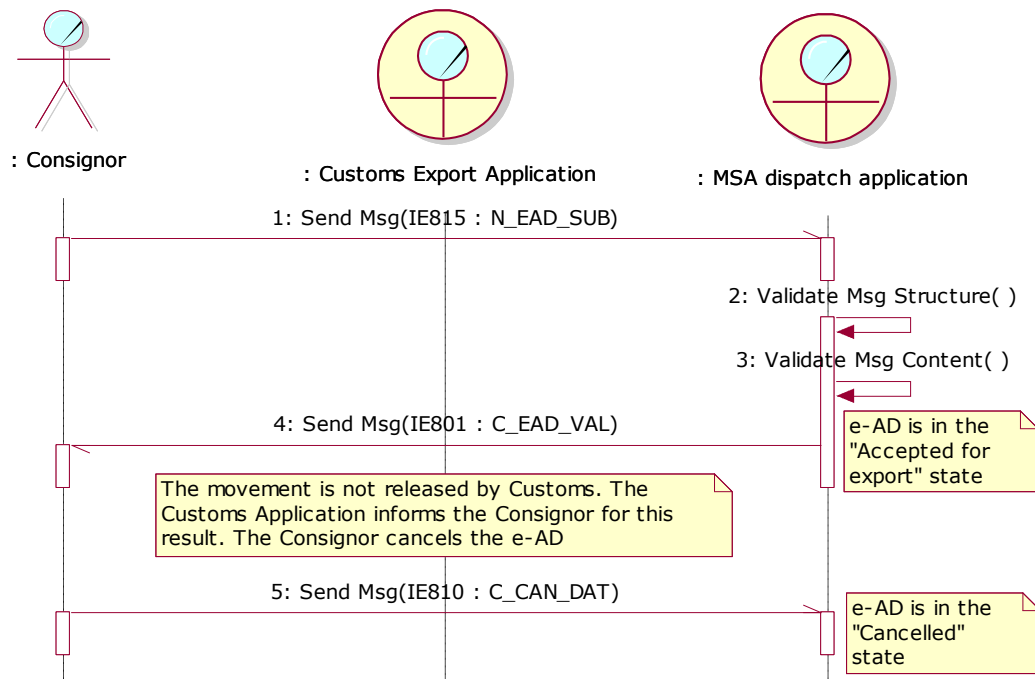 : Consignor
: Customs Export Application
: MSA dispatch application
1: Send Msg(IE815 : N_EAD_SUB)
2: Validate Msg Structure( )
3: Validate Msg Content( )
4: Send Msg(IE801 : C_EAD_VAL)
e-AD is in the
"Accepted for
export" state
The movement is not released by Customs. The
Customs Application informs the Consignor for this
result. The Consignor cancels the e-AD
5: Send Msg(IE810 : C_CAN_DAT)
e-AD is in the
"Cancelled"
state